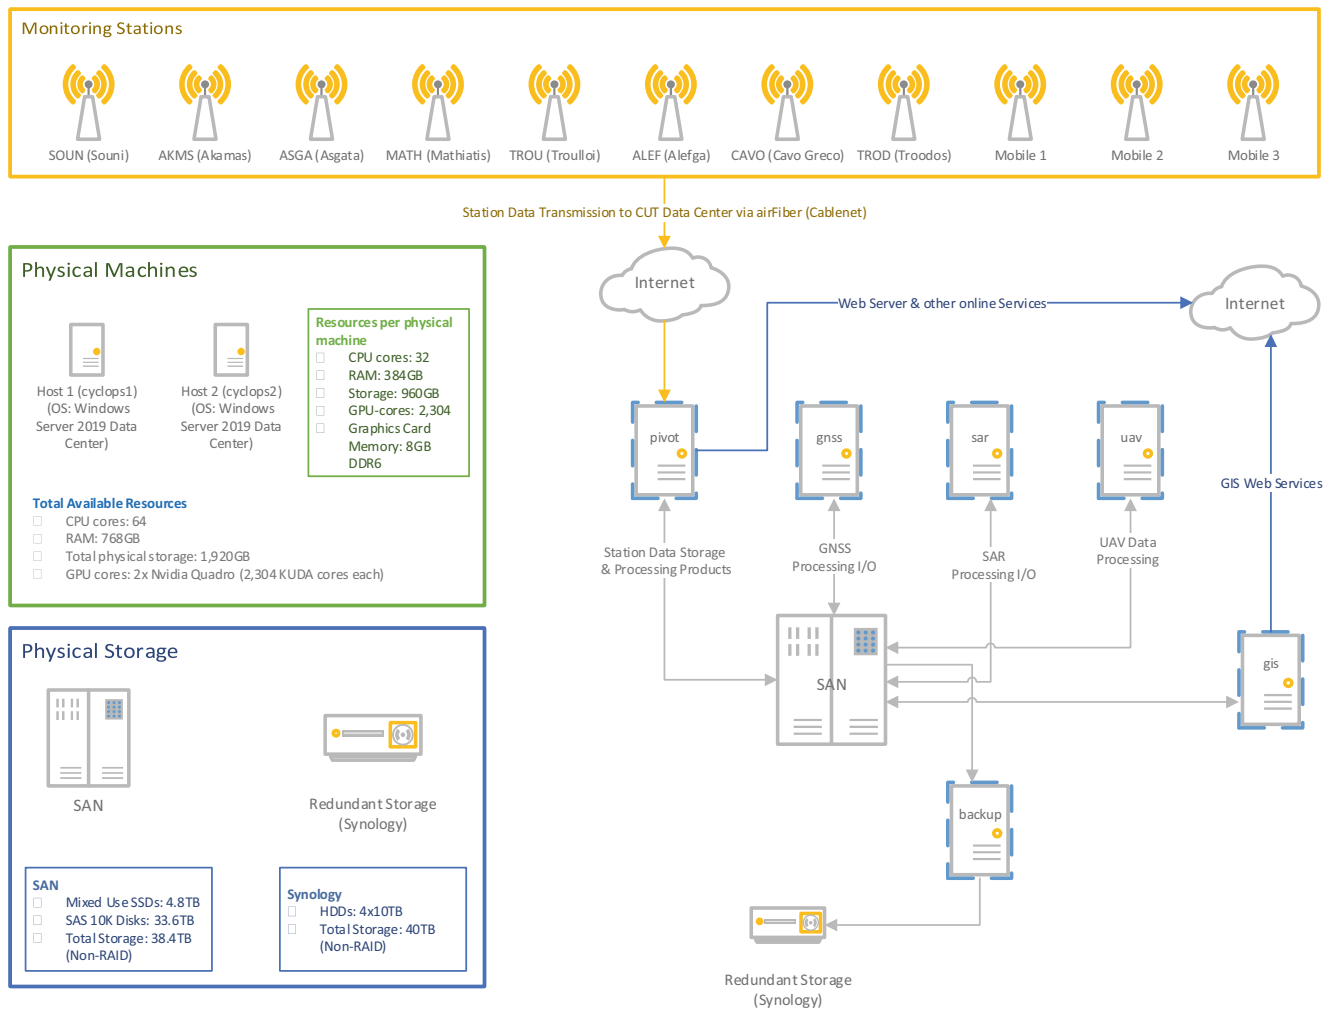 Monitoring Stations
SOUN (Souni)
AKMS (Akamas)
ASGA (Asgata)
MATH (Mathiatis)
TROU (Troulloi)
ALEF (Alefga)
CAVO (Cavo Greco)
TROD (Troodos)
Mobile 1
Mobile 2
Mobile 3
Station Data Transmission to CUT Data Center via airFiber (Cablenet)
Physical Machines
Host 1 (cyclops1)
(OS: Windows
Server 2019 Data
Center)
Host 2 (cyclops2)
(OS: Windows
Server 2019 Data
Center)
Resources per physical
machine
CPU cores: 32
RAM: 384GB
Storage: 960GB
GPU-cores: 2,304
Graphics Card
Memory: 8GB
DDR6
Total Available Resources
CPU cores: 64
RAM: 768GB
Total physical storage: 1,920GB
GPU cores: 2x Nvidia Quadro (2,304 KUDA cores each)
Physical Storage
SAN
Redundant Storage
(Synology)
SAN
Mixed Use SSDs: 4.8TB
SAS 10K Disks: 33.6TB
Total Storage: 38.4TB
(Non-RAID)
Synology
HDDs: 4x10TB
Total Storage: 40TB
(Non-RAID)
Internet
Web Server & other online Services
Internet
pivot
gnss
sar
uav
GIS Web Services
Station Data Storage
& Processing Products
GNSS
Processing I/O
SAR
Processing I/O
UAV Data
Processing
SAN
gis
backup
Redundant Storage
(Synology)